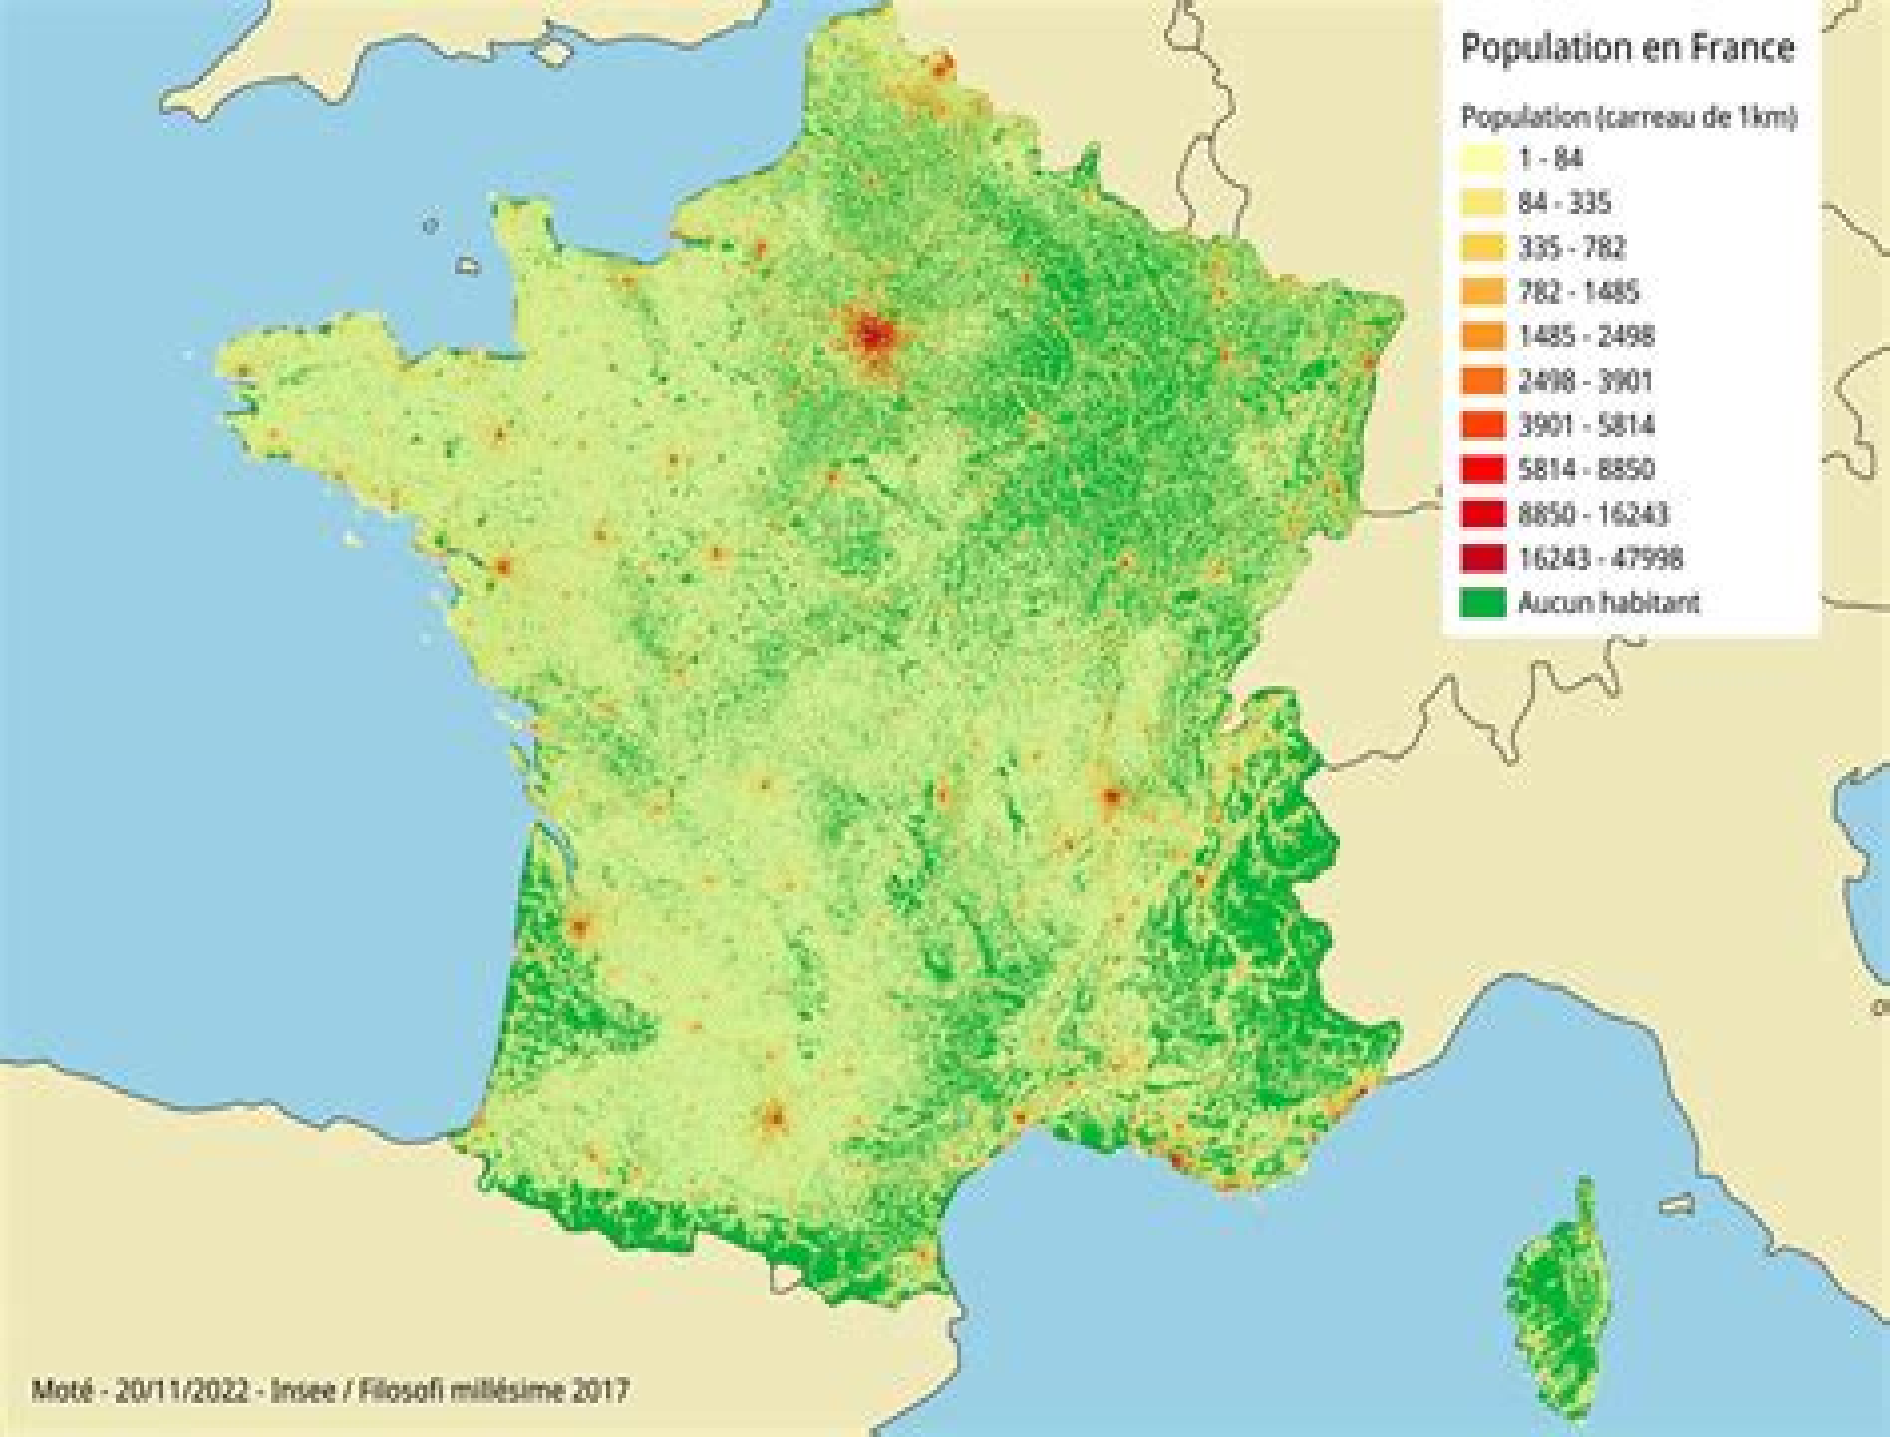 Population en France
Population (carreau de 1km)
1 - 84
84 - 335
335 - 782
782 - 1485
1485 - 2498
2498 - 3901
3901 - 5814
5814 - 8850
8850 - 16243
16243 - 47998
Aucun habitant
Moté - 20/11/2022 - Insee / Filosofi millésime 2017